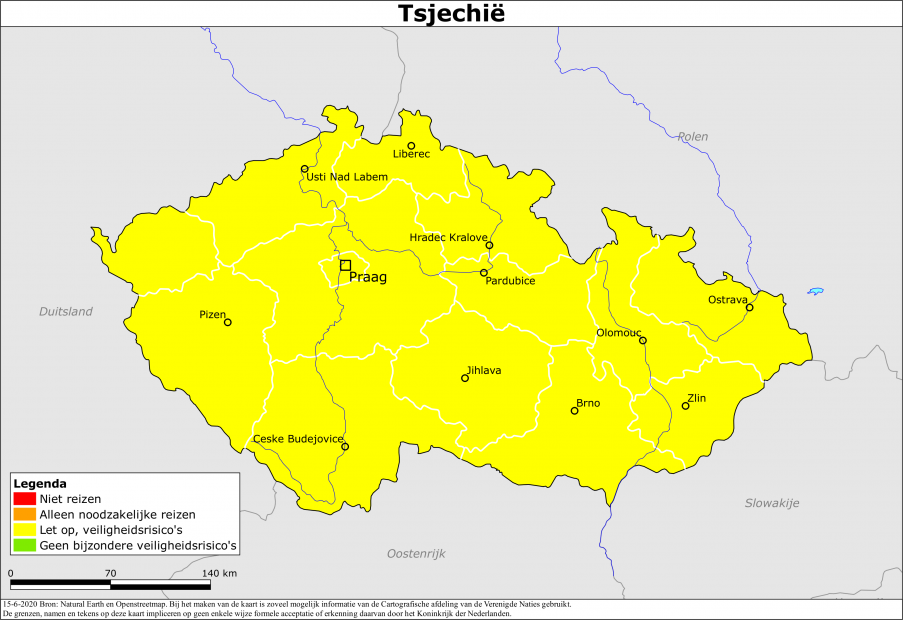 Tsjechië
Polen
Liberec
Usti Nad Labem
Hradec Kralove
Praag
Pardubice
Duitsland
Ostrava
Pizen
Olomouc
Jihlava
Zlin
Brno
Ceske Budejovice
Legenda
Niet reizen
Alleen noodzakelijke reizen
Let op, veiligheidsrisico's
Geen bijzondere veiligheidsrisico's
Slowakije
Oostenrijk
0 70 140 km
15-6-2020 Bron: Natural Earth en Openstreetmap. Bij het maken van de kaart is zoveel mogelijk informatie van de Cartografische afdeling van de Verenigde Naties gebruikt.
De grenzen, namen en tekens op deze kaart impliceren op geen enkele wijze formele acceptatie of erkenning daarvan door het Koninkrijk der Nederlanden.